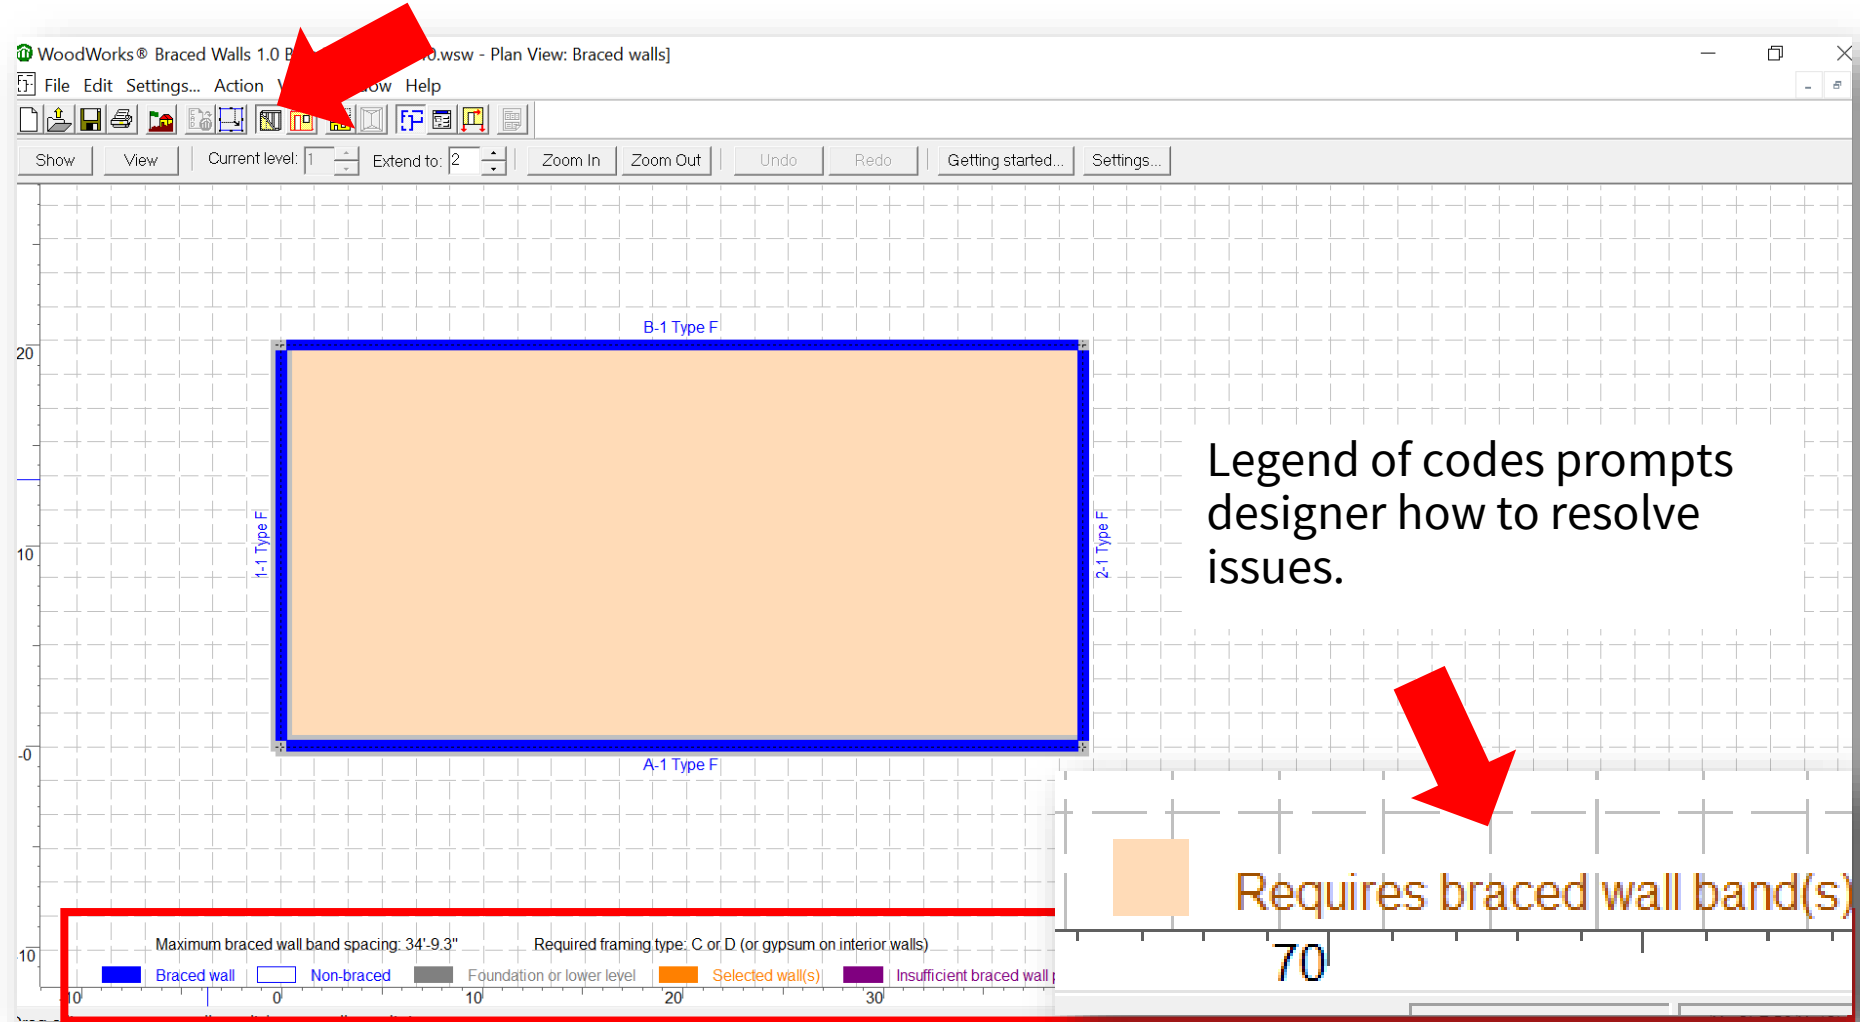 WoodWorks® Braced Walls 1.0 B
0.wsw - Plan View: Braced walls]
File Edit Settings... Action V ow Help
Show View Current level: 1 Extend to: 2 Zoom In Zoom Out Undo Redo Getting started... Settings...
B-1 Type F
20
Legend of codes prompts
designer how to resolve
issues.
1-1 Type F
2-1 Type F
10
-0
A-1 Type F
Requires braced wall band(s)
70
Maximum braced wall band spacing: 34'-9.3" Required framing type: C or D (or gypsum on interior walls)
-10
Braced wall Non-braced Foundation or lower level Selected wall(s) Insufficient braced wall p
-10 0 10 20 30